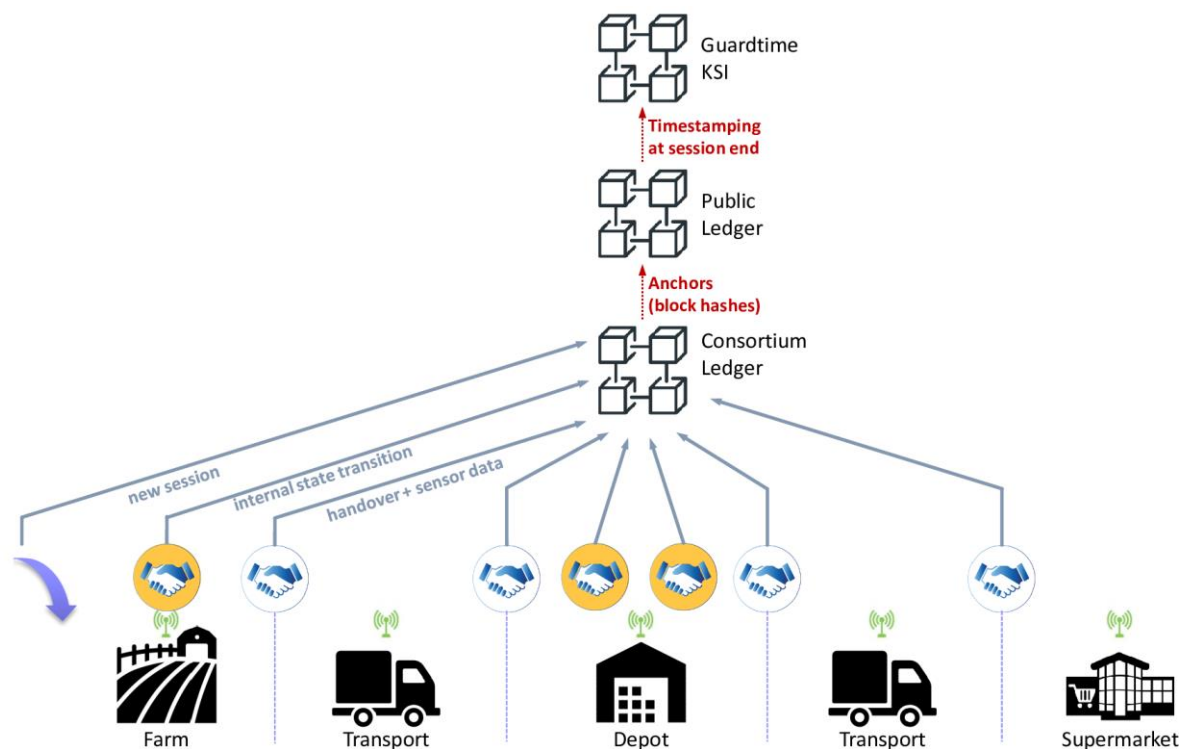 Guardtime
KSI
Timestamping
at session end
Public
Ledger
Anchors
(block hashes)
Consortium
Ledger
new session
internal state transition
handover + sensor data
Farm
Transport
Depot
Transport
Supermarket